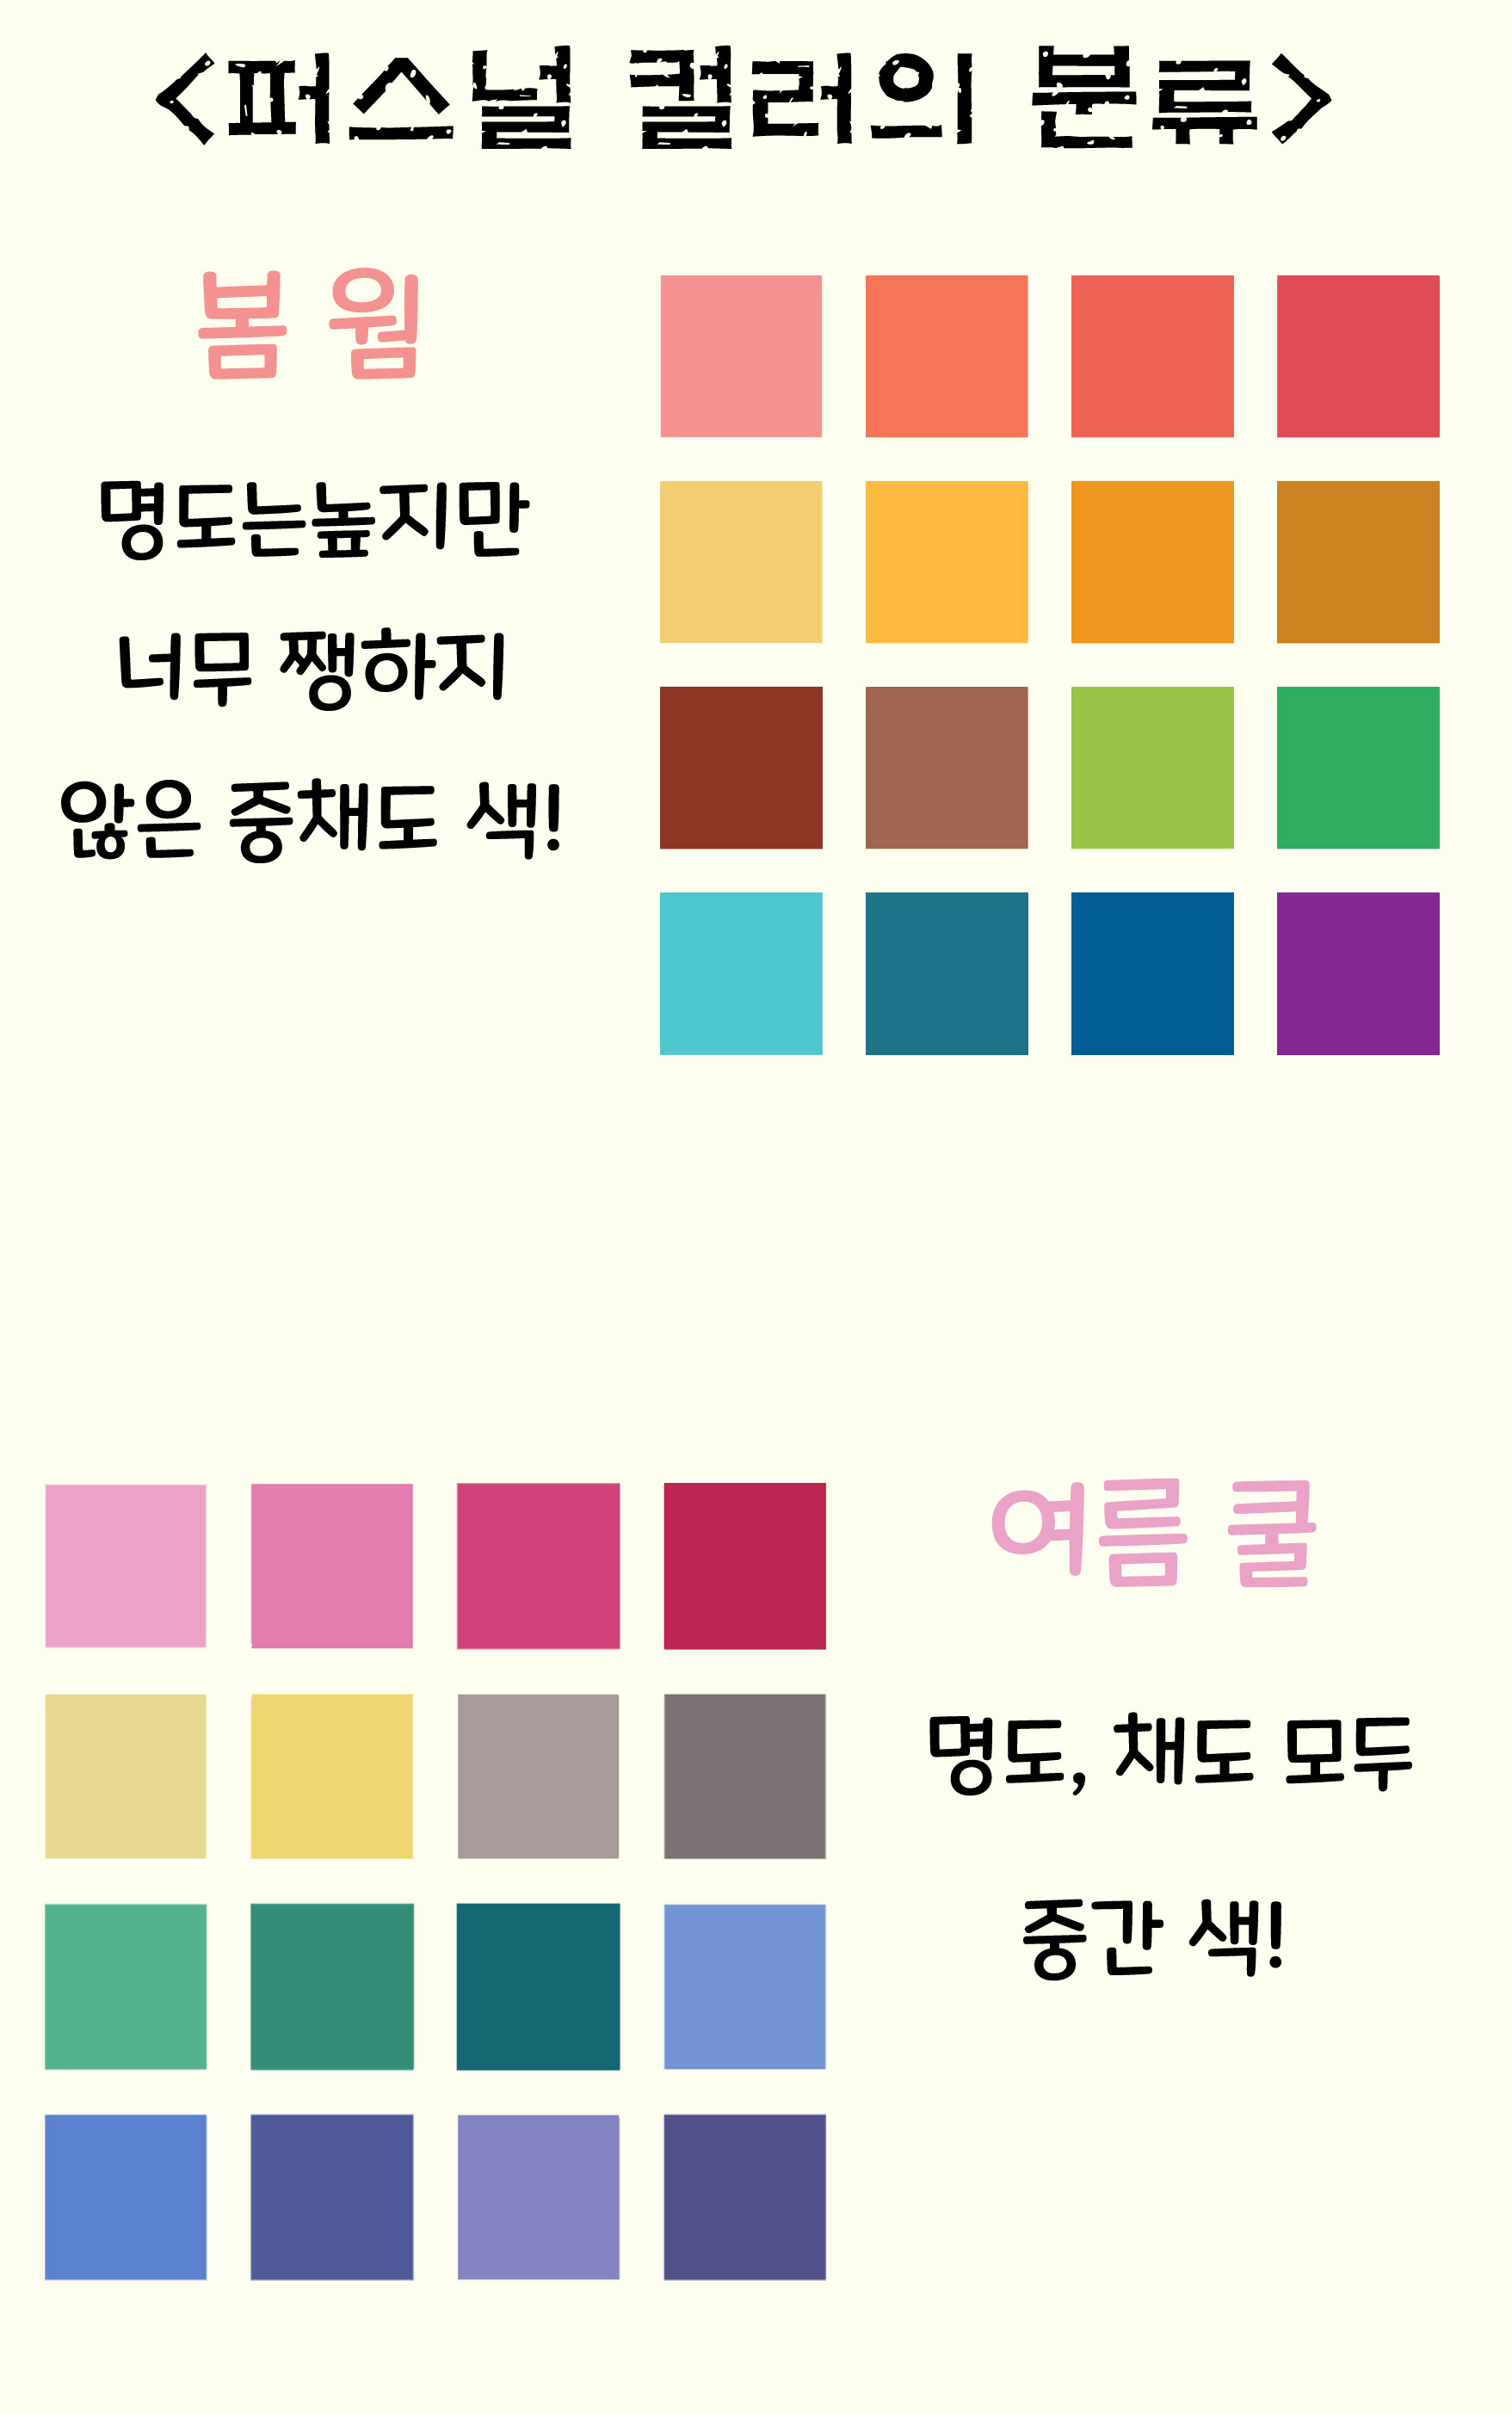 <퍼스널 컬러의 분류>
봄 웜
명도는높지만
너무 쨍하지
않은 중채도 색!
여름 쿨
명도, 채도 모두
중간 색!